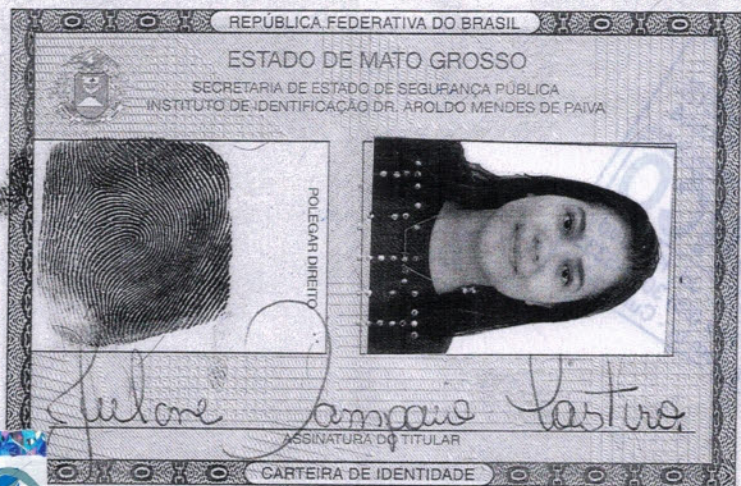 REPÚBLICA FEDERATIVA DO BRASIL
ESTADO DE MATO GROSSO
SECRETARIA DE ESTADO DE SEGURANÇA PÚBLICA
INSTITUTO DE IDENTIFICAÇÃO DR. AROLDO MENDES DE PAIVA
POLEGAR DIREITO
ASSINATURA DO TITULAR
CARTEIRA DE IDENTIDADE